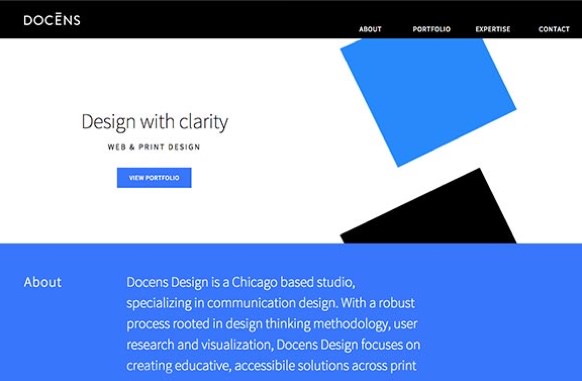 DOCĒNS
ABOUT PORTFOLIO EXPERTISE CONTACT
Design with clarity
WEB & PRINT DESIGN
VIEW PORTFOLIO
About
Docens Design is a Chicago based studio,
specializing in communication design. With a robust
process rooted in design thinking methodology, user
research and visualization, Docens Design focuses on
creating educative, accessibile solutions across print